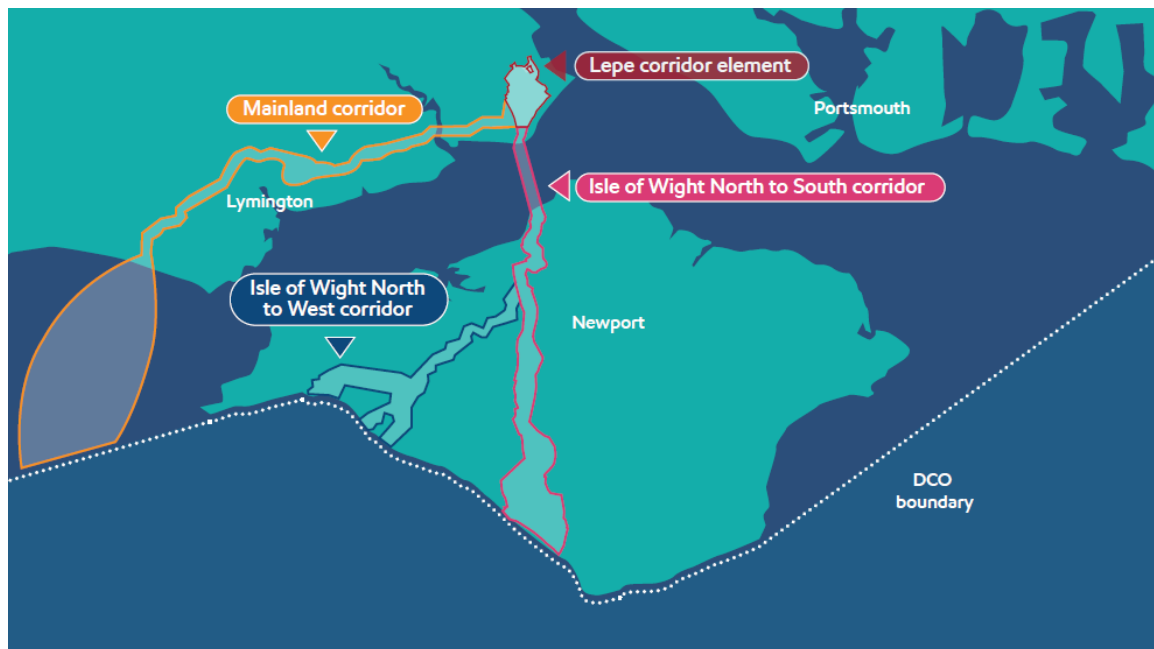 Lepe corridor element
Mainland corridor
Portsmouth
Isle of Wight North to South corridor
Lymington
Isle of Wight North
to West corridor
Newport
DCO
boundary